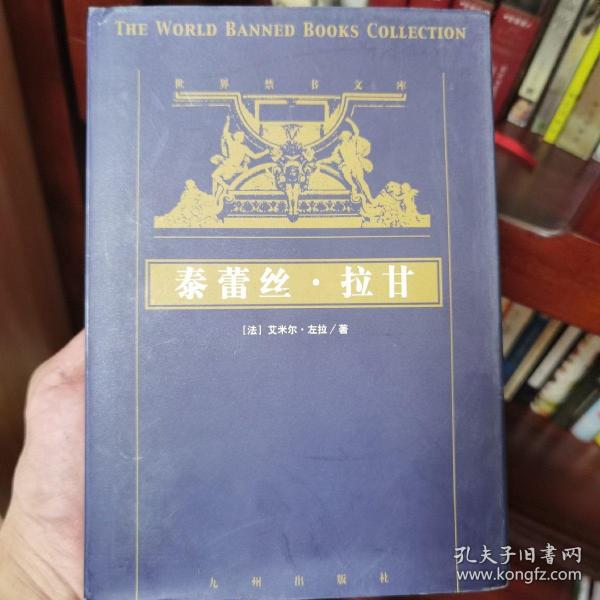 THE WORLD BANNED BOOKS COLLECTION
世界禁书文库
泰蕾丝·拉甘
[法] 艾米尔·左拉/著
九州出版社
孔夫子旧书网
www.kongfz.com